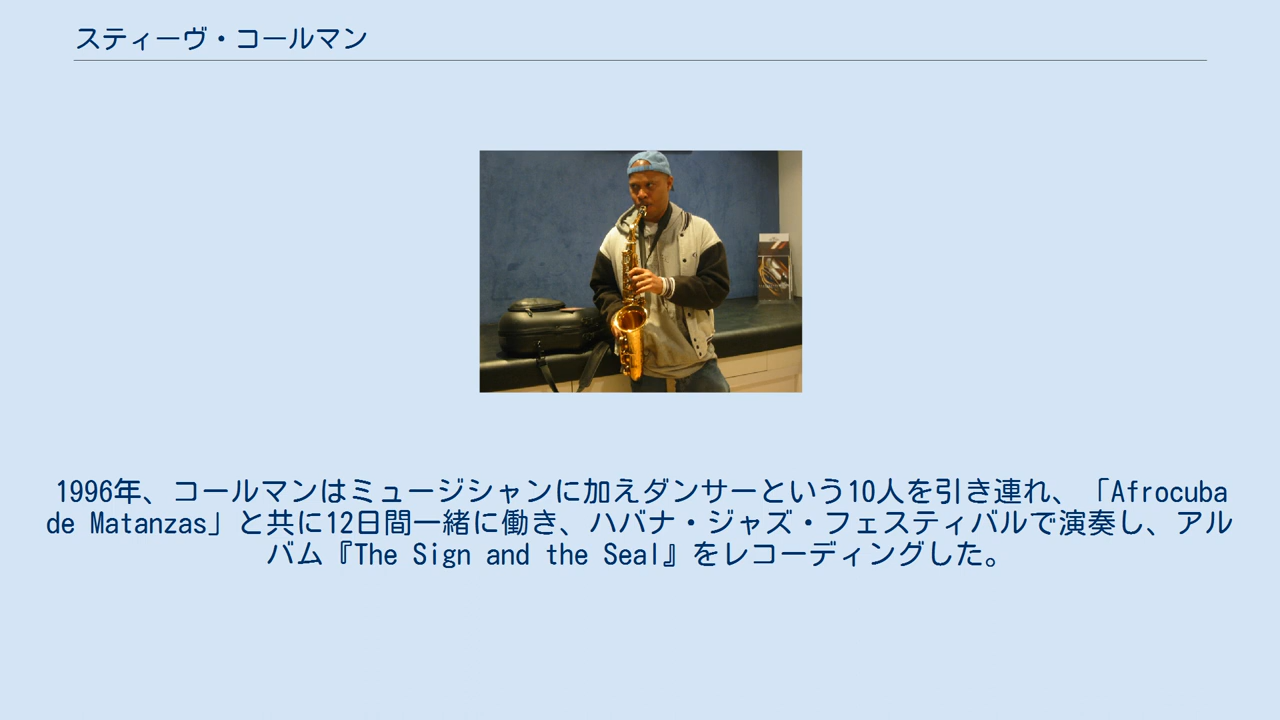 スティーヴ・コールマン
1996年、コールマンはミュージシャンに加えダンサーという10人を引き連れ、「Afrocuba
de Matanzas」と共に12日間一緒に働き、ハバナ・ジャズ・フェスティバルで演奏し、アル
バム『The Sign and the Seal』をレコーディングした。